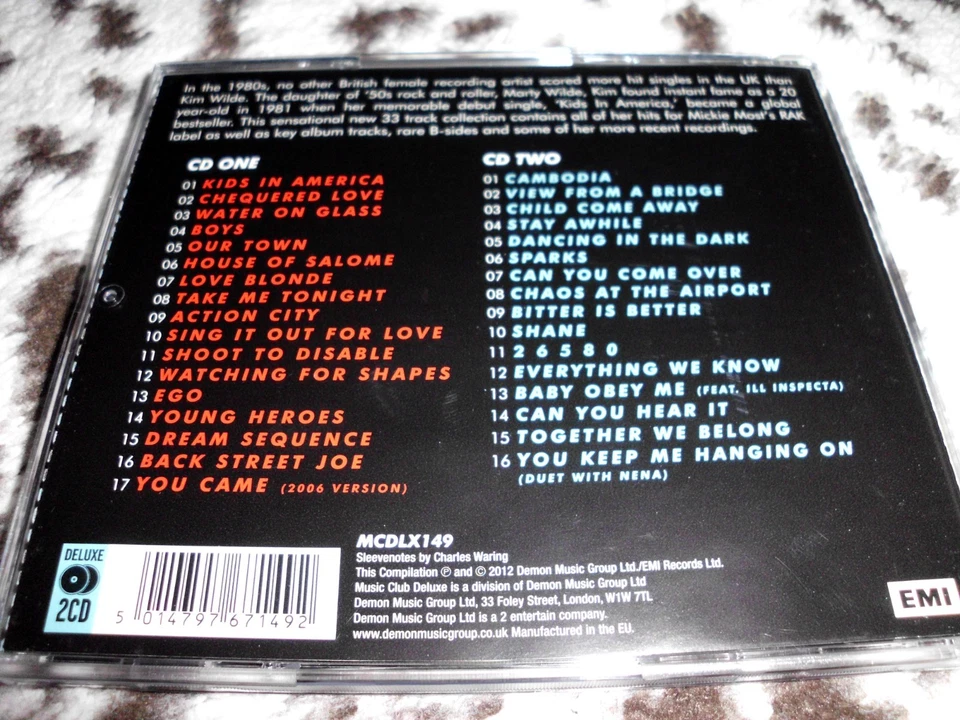 In the 1980s, no other British female recording artist scored more hit singles in the UK than
Kim Wilde. The daughter of '50s rock and roller, Marty Wilde, Kim found instant fame as a 20
year-old in 1981 when her memorable debut single, 'Kids In America,' became a global
bestseller. This sensational new 33 track collection contains all of her hits for Mickie Most's RAK
label as well as key album tracks, rare B-sides and some of her more recent recordings.
CD ONE
01 KIDS IN AMERICA
02 CHEQUERED LOVE
03 WATER ON GLASS
04 BOYS
05 OUR TOWN
06 HOUSE OF SALOME
07 LOVE BLONDE
08 TAKE ME TONIGHT
09 ACTION CITY
10 SING IT OUT FOR LOVE
11 SHOOT TO DISABLE
12 WATCHING FOR SHAPES
13 EGO
14 YOUNG HEROES
15 DREAM SEQUENCE
16 BACK STREET JOE
17 YOU CAME (2006 VERSION)
CD TWO
01 CAMBODIA
02 VIEW FROM A BRIDGE
03 CHILD COME AWAY
04 STAY AWHILE
05 DANCING IN THE DARK
06 SPARKS
07 CAN YOU COME OVER
08 CHAOS AT THE AIRPORT
09 BITTER IS BETTER
10 SHANE
11 2 6 5 8 0
12 EVERYTHING WE KNOW
13 BABY OBEY ME (FEAT. ILL INSPECTA)
14 CAN YOU HEAR IT
15 TOGETHER WE BELONG
16 YOU KEEP ME HANGING ON
(DUET WITH NENA)
DELUXE
2CD
5 014797 671492
MCDLX149
Sleevenotes by Charles Waring
This Compilation ℗ and © 2012 Demon Music Group Ltd./EMI Records Ltd.
Music Club Deluxe is a division of Demon Music Group Ltd
Demon Music Group Ltd, 33 Foley Street, London, W1W 7TL
Demon Music Group Ltd is a 2 entertain company.
www.demonmusicgroup.co.uk Manufactured in the EU.
EMI